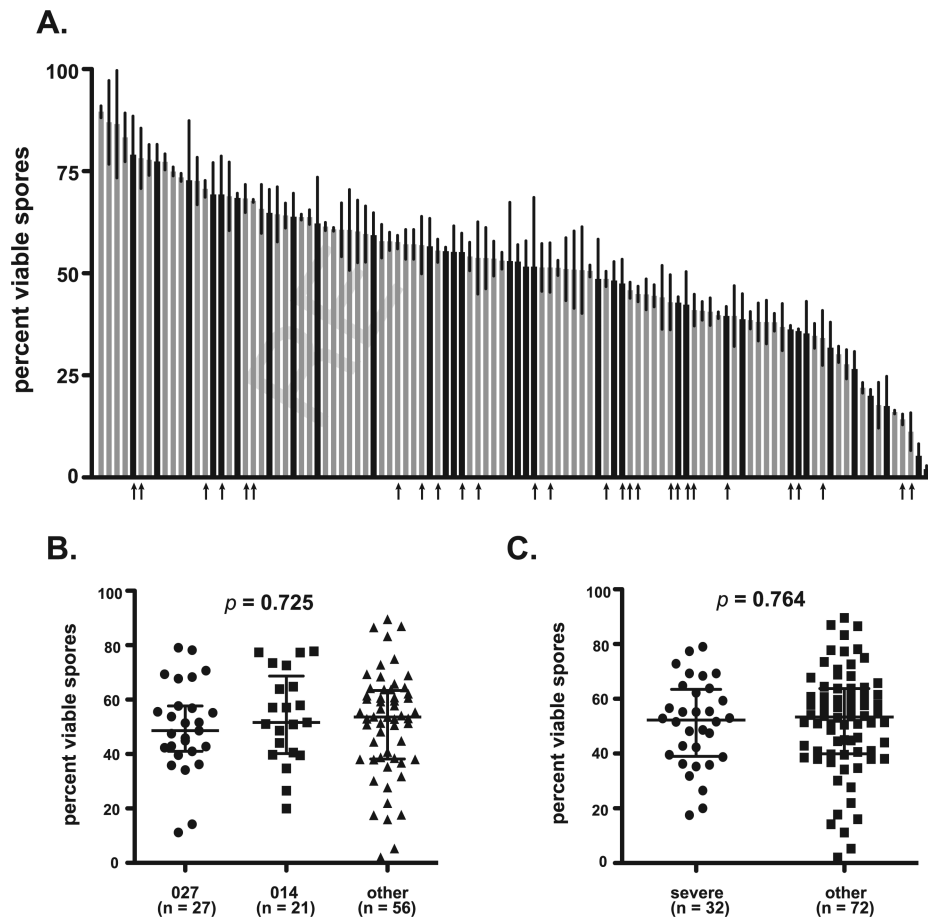 A.
percent viable spores
100
75
50
25
0
B.
percent viable spores
100
80
60
40
20
0
p = 0.725
027
(n = 27)
014
(n = 21)
other
(n = 56)
C.
percent viable spores
100
80
60
40
20
0
p = 0.764
severe
(n = 32)
other
(n = 72)